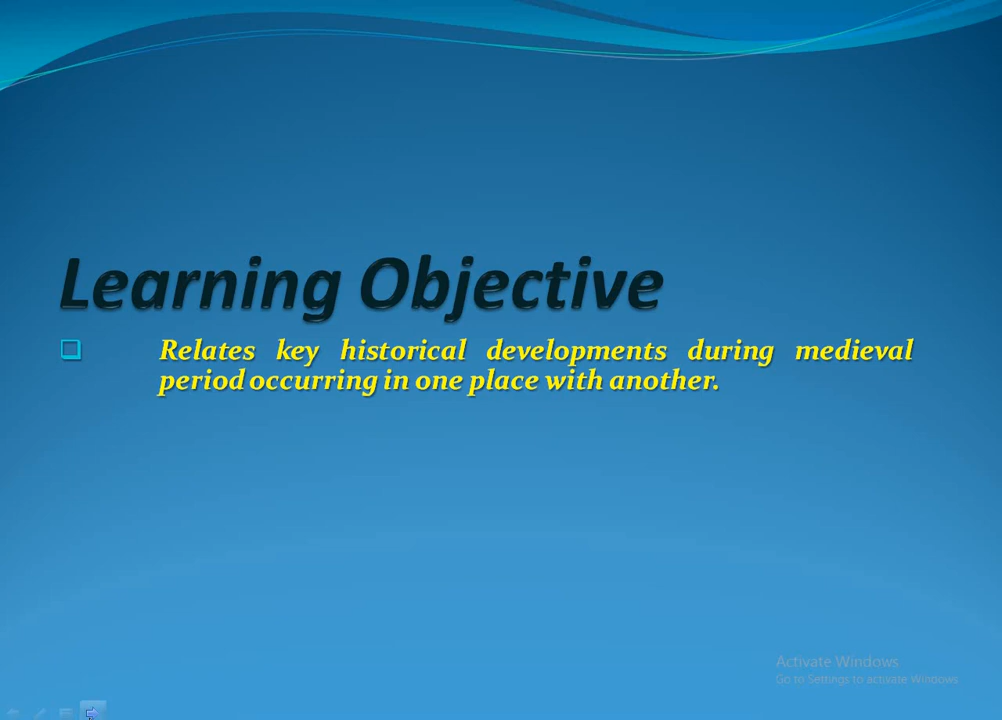 Learning Objective
Relates key historical developments during medieval
period occurring in one place with another.
Activate Windows
Go to Settings to activate Windows